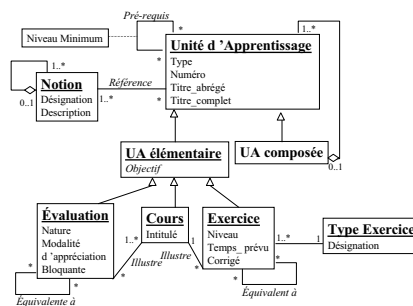 Pré-requis
1..*
*
Niveau Minimum
Unité d 'Apprentissage
Type
Numéro
Titre_abrégé
Titre_complet
1..*
Notion
Désignation
Description
Référence
*
*
0..1
1..*
UA élémentaire
Objectif
UA composée
0..1
Évaluation
Nature
Modalité
d 'appréciation
Bloquante
Cours
Intitulé
Exercice
Niveau
Temps_prévu
Corrigé
Type Exercice
Désignation
1..*
1
1..*
1
Illustre
Illustre
*
*
*
*
*
*
Équivalente à
Équivalent à